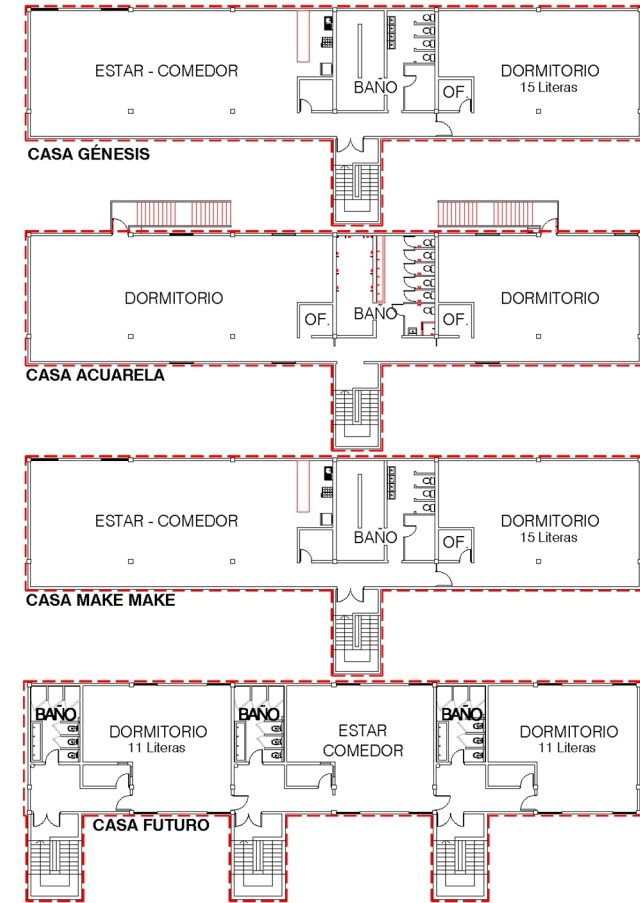 ESTAR - COMEDOR
BAÑO
OF.
DORMITORIO
15 Literas
CASA GÉNESIS
DORMITORIO
OF.
BAÑO
OF.
DORMITORIO
CASA ACUARELA
ESTAR - COMEDOR
BAÑO
OF.
DORMITORIO
15 Literas
CASA MAKE MAKE
BAÑO
DORMITORIO
11 Literas
BAÑO
ESTAR
COMEDOR
BAÑO
DORMITORIO
11 Literas
CASA FUTURO